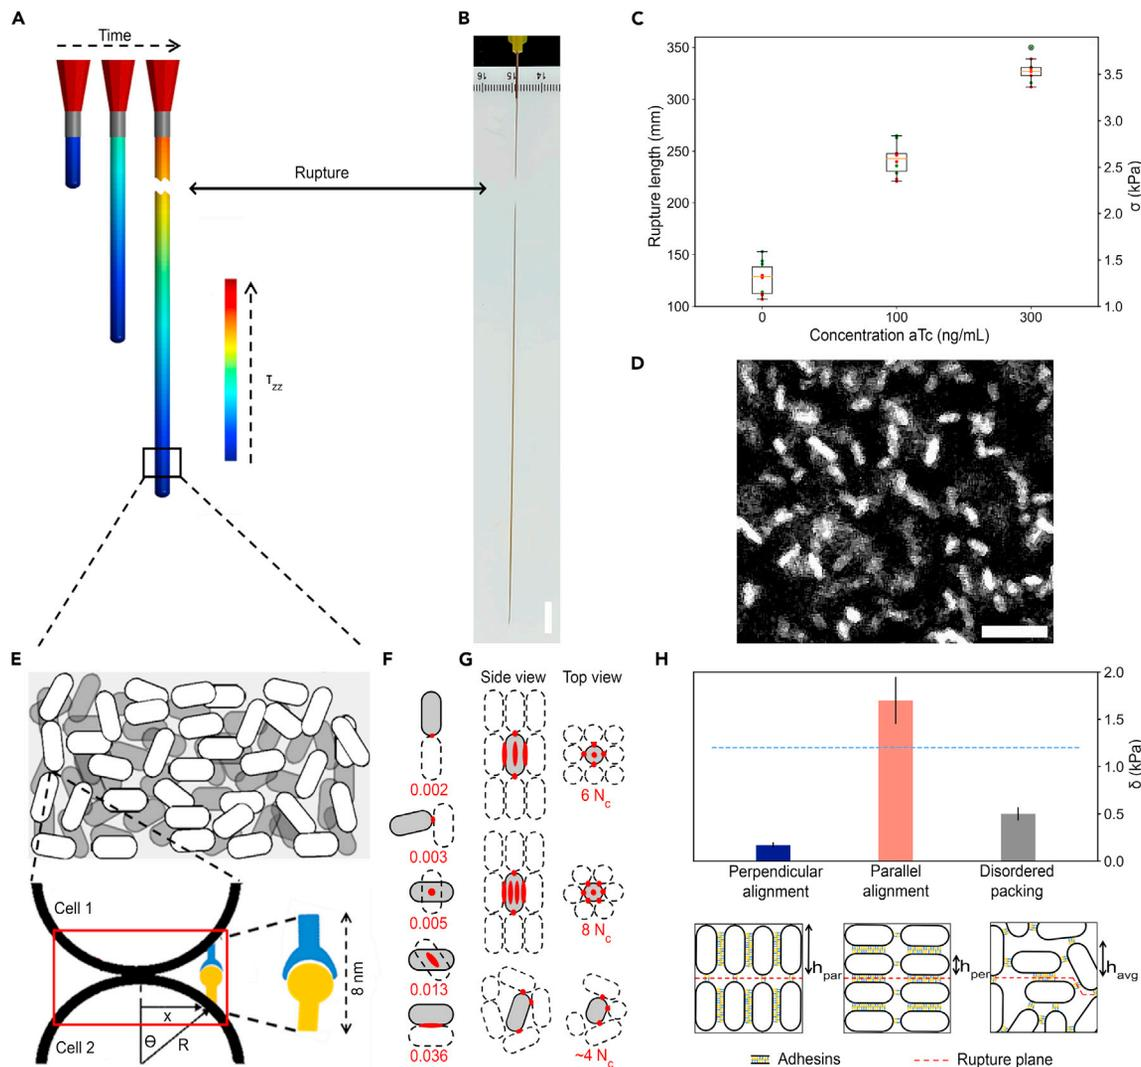 A
Time
Rupture
τzz
B
16 15 14
C
Rupture length (mm)
350
300
250
200
150
100
0
100
300
Concentration aTc (ng/mL)
3.5
3.0
2.5
2.0
1.5
1.0
σ (kPa)
D
E
Cell 1
Cell 2
x
Θ
R
8 nm
F
0.002
0.003
0.005
0.013
0.036
G
Side view
Top view
6 Nc
8 Nc
~4 Nc
H
2.0
1.5
1.0
0.5
0.0
δ (kPa)
Perpendicular alignment
Parallel alignment
Disordered packing
hpar
hper
havg
Adhesins
Rupture plane